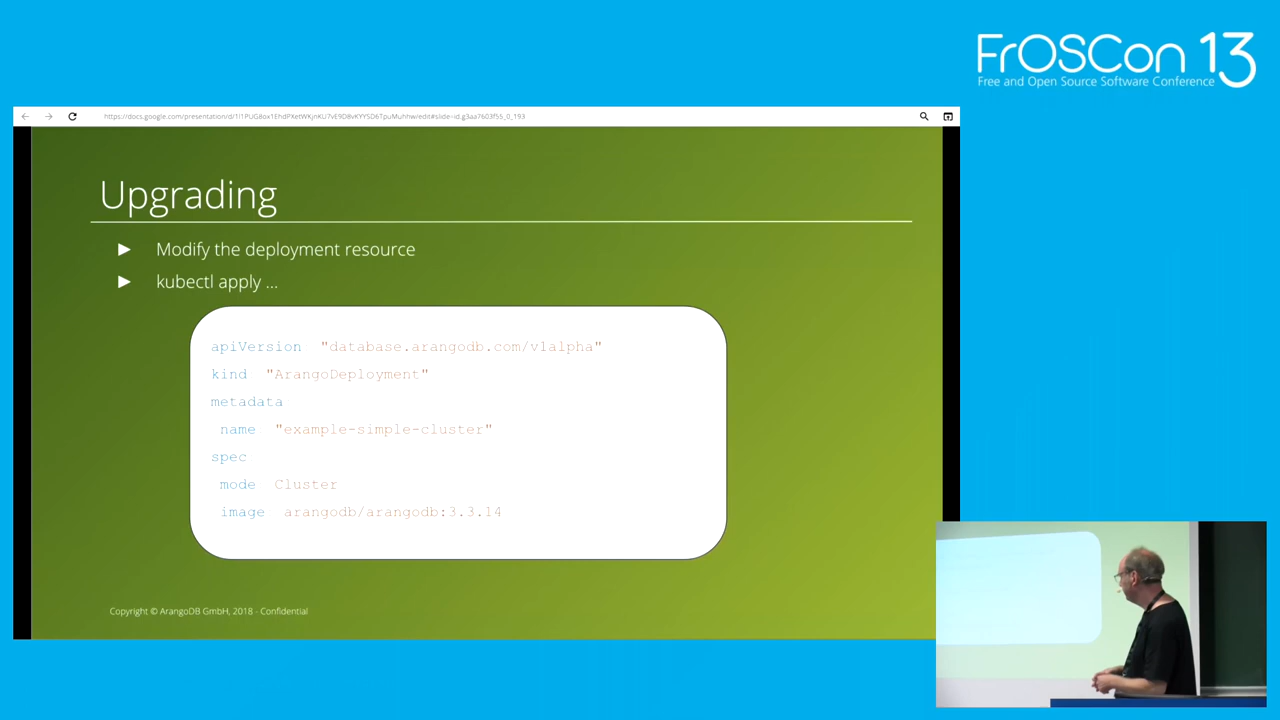 FrOSCon 13
Free and Open Source Software Conference
Upgrading
► Modify the deployment resource
► kubectl apply ...
apiVersion "database.arangodb.com/v1alpha"
kind "ArangoDeployment"
metadata
name "example-simple-cluster"
spec
mode Cluster
image arangodb/arangodb:3.3.14
Copyright © ArangoDB GmbH, 2018 - Confidential